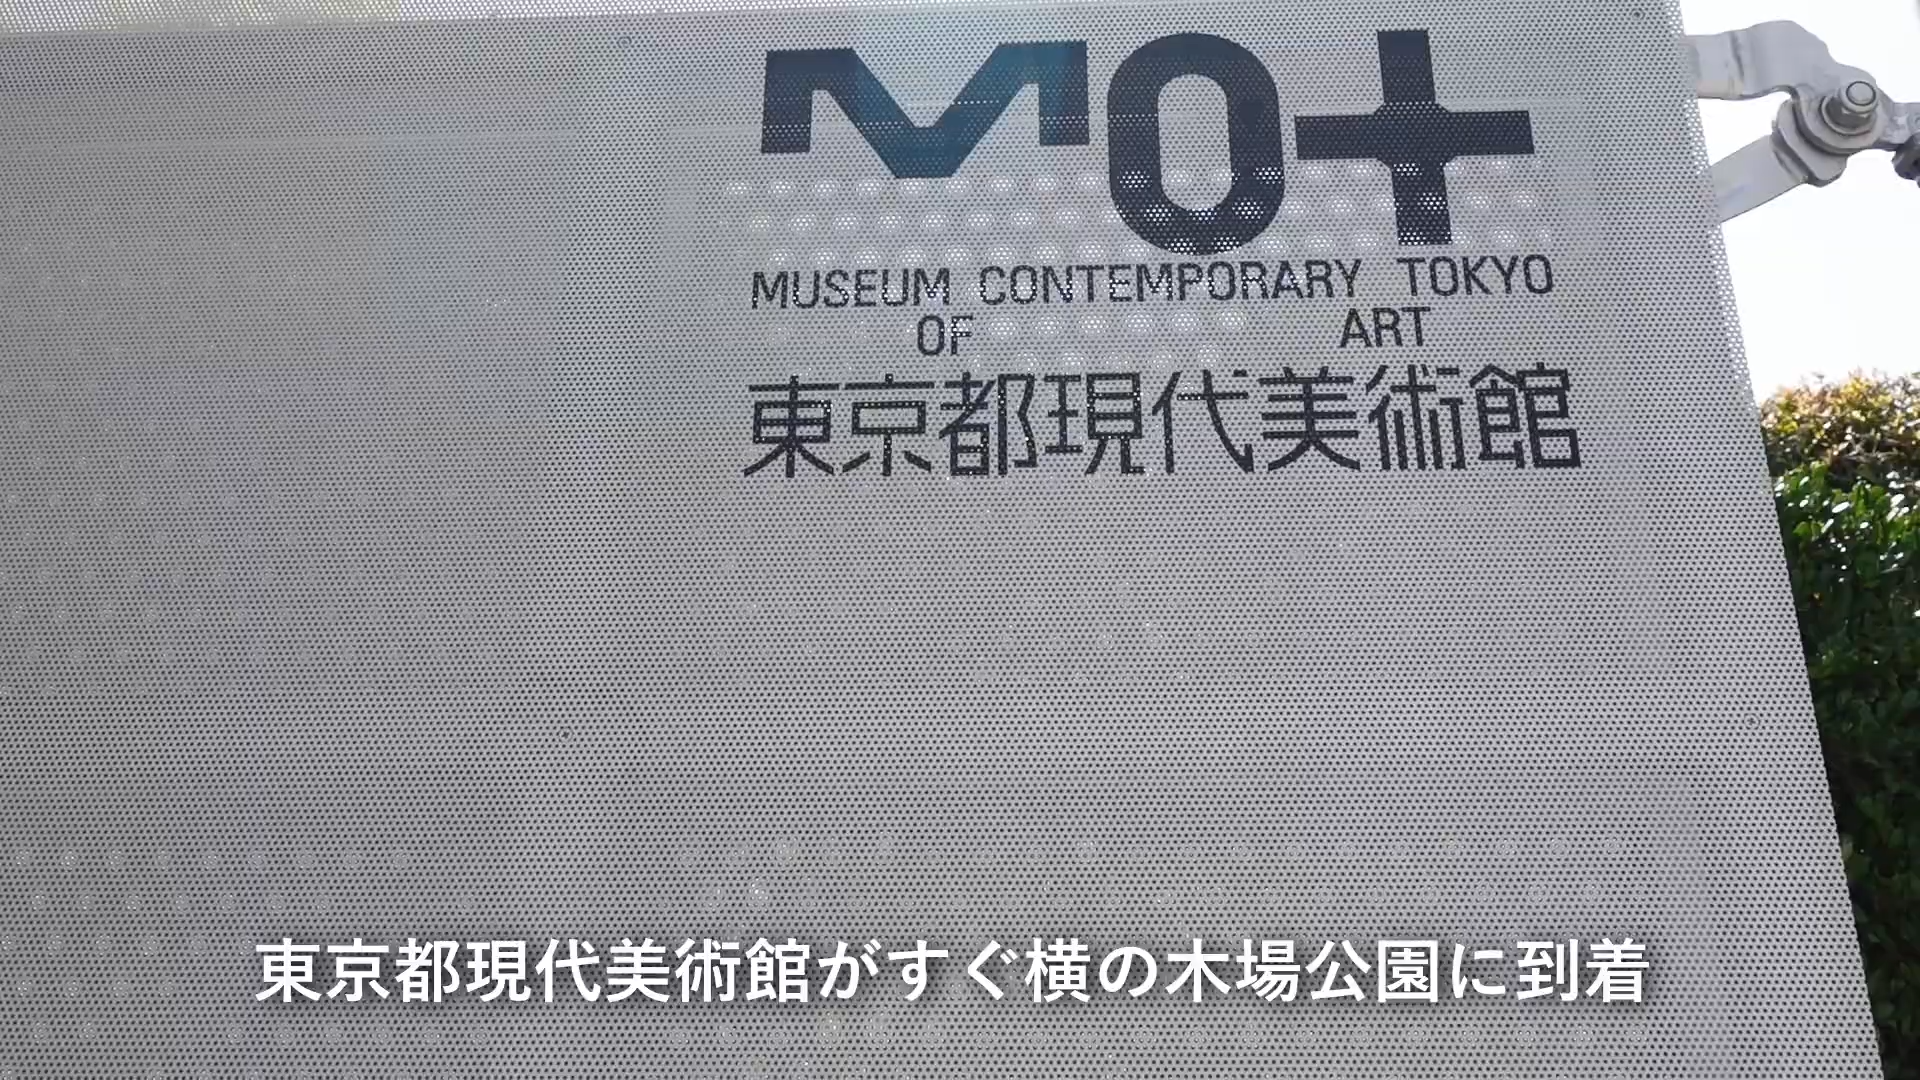 MOT
MUSEUM CONTEMPORARY TOKYO
OF ART
東京都現代美術館
東京都現代美術館がすぐ横の木場公園に到着